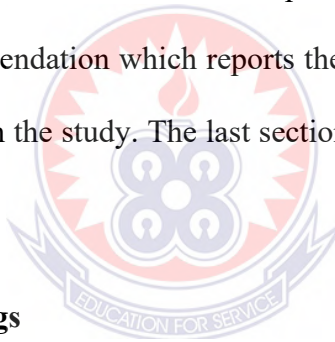 endation which reports the
n the study. The last section
EDUCATION FOR SERVICE
gs